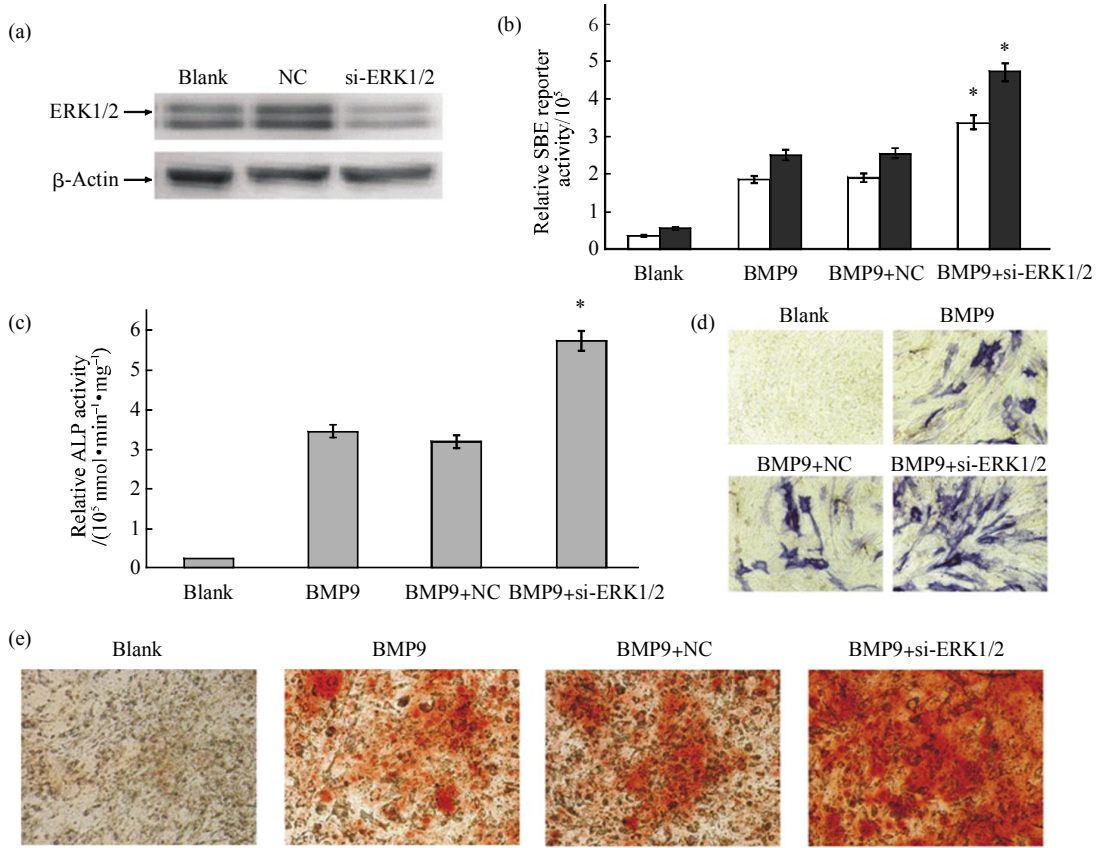 (a)
Blank NC si-ERK1/2
ERK1/2
β-Actin
(b)
Relative SBE reporter
activity/10⁵
6
5
4
3
2
1
0
*
*
Blank BMP9 BMP9+NC BMP9+si-ERK1/2
(c)
Relative ALP activity
/(10⁵ nmol•min⁻¹•mg⁻¹)
6
5
4
3
2
1
0
*
Blank BMP9 BMP9+NC BMP9+si-ERK1/2
(d)
Blank BMP9
BMP9+NC BMP9+si-ERK1/2
(e)
Blank BMP9 BMP9+NC BMP9+si-ERK1/2